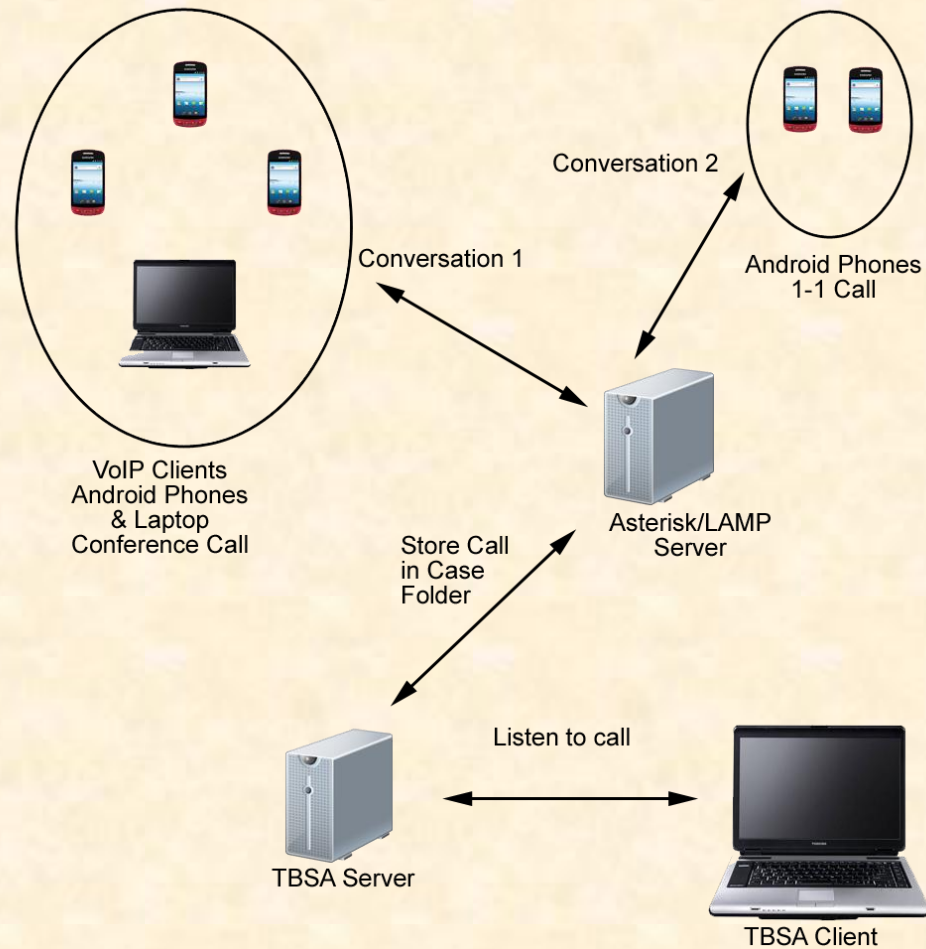 Conversation 2
Conversation 1
Android Phones
1-1 Call
VoIP Clients
Android Phones
& Laptop
Conference Call
Asterisk/LAMP
Server
Store Call
in Case
Folder
Listen to call
TBSA Server
TBSA Client